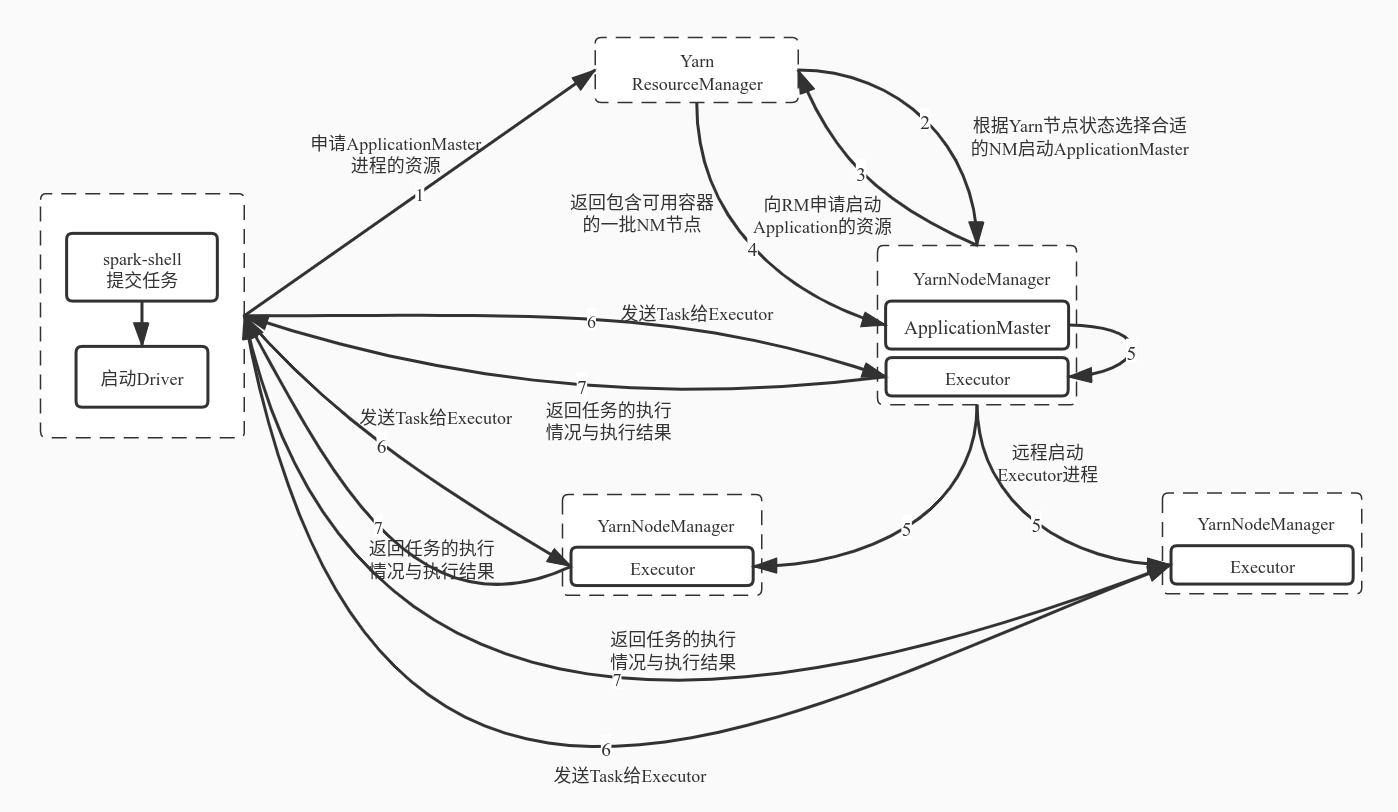 Yarn
ResourceManager
2
根据Yarn节点状态选择合适
的NM启动ApplicationMaster
申请ApplicationMaster
进程的资源
1
3
返回包含可用容器
的一批NM节点
向RM申请启动
Application的资源
4
spark-shell
提交任务
启动Driver
YarnNodeManager
ApplicationMaster
Executor
5
6
发送Task给Executor
7
返回任务的执行
情况与执行结果
发送Task给Executor
6
远程启动
Executor进程
5
5
7
返回任务的执行
情况与执行结果
YarnNodeManager
Executor
YarnNodeManager
Executor
返回任务的执行
情况与执行结果
7
6
发送Task给Executor